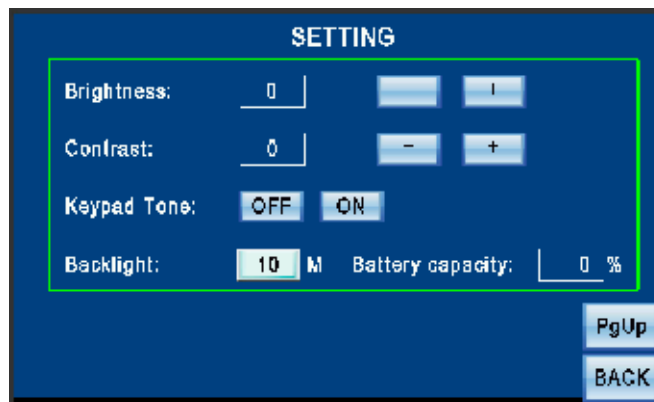 SETTING
Brightness: 0
Contrast: 0 - +
Keypad Tone: OFF ON
Backlight: 10 M Battery capacity: 0 %
PgUp
BACK